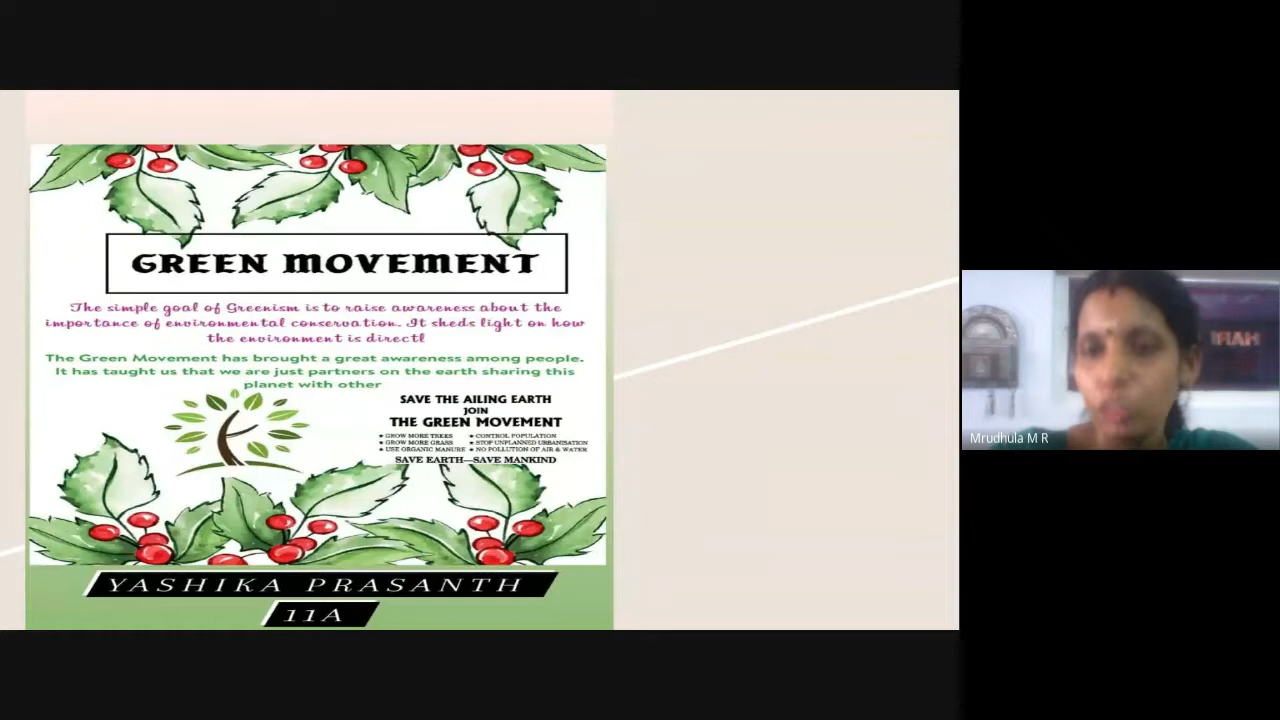 GREEN MOVEMENT
The simple goal of Greenism is to raise awareness about the
importance of environmental conservation. It sheds light on how
the environment is directl
The Green Movement has brought a great awareness among people.
It has taught us that we are just partners on the earth sharing this
planet with other
SAVE THE AILING EARTH
JOIN
THE GREEN MOVEMENT
★ GROW MORE TREES ★ CONTROL POPULATION
★ GROW MORE GRASS ★ STOP UNPLANNED URBANISATION
★ USE ORGANIC MANURE ★ NO POLLUTION OF AIR & WATER
SAVE EARTH—SAVE MANKIND
YASHIKA PRASANTH
11A
HARI
Mrudhula M R